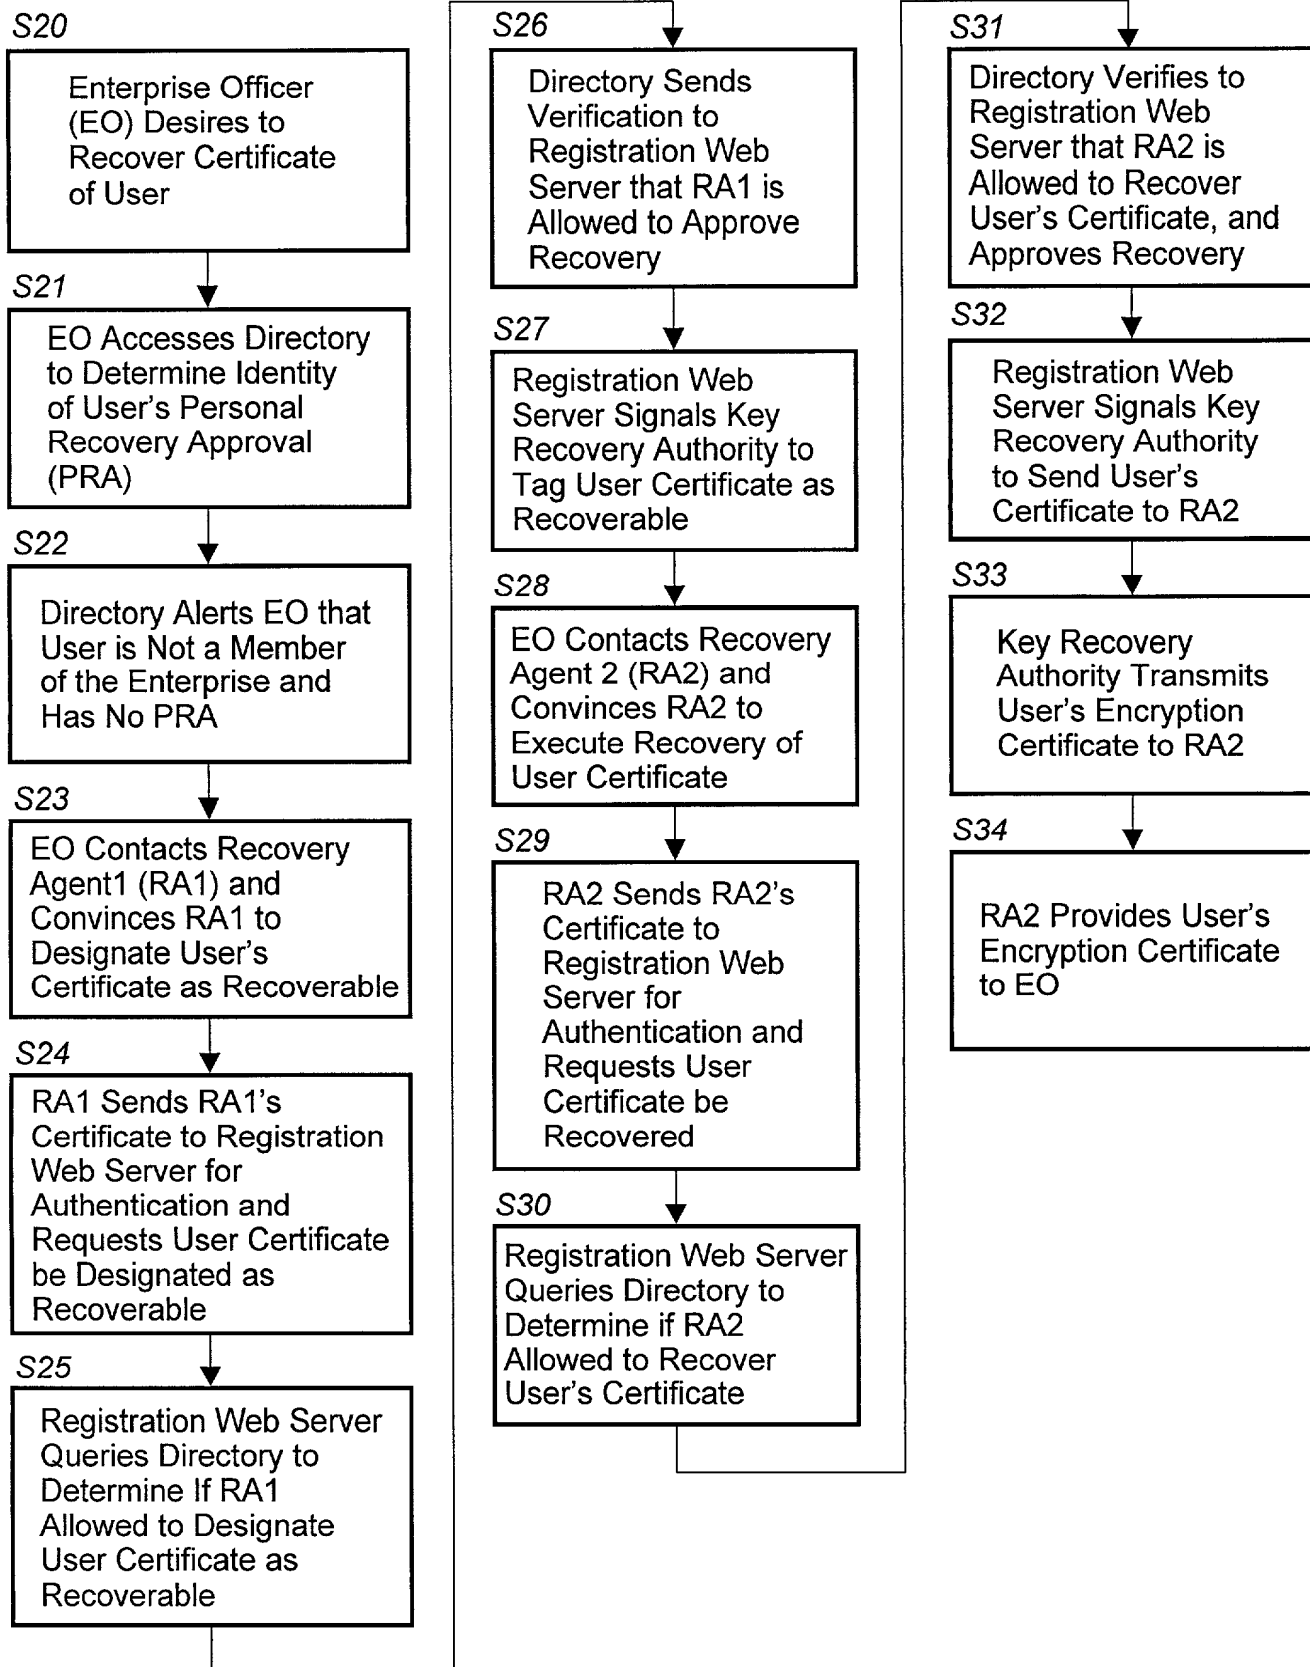 S20
Enterprise Officer
(EO) Desires to
Recover Certificate
of User
S21
EO Accesses Directory
to Determine Identity
of User's Personal
Recovery Approval
(PRA)
S22
Directory Alerts EO that
User is Not a Member
of the Enterprise and
Has No PRA
S23
EO Contacts Recovery
Agent1 (RA1) and
Convinces RA1 to
Designate User's
Certificate as Recoverable
S24
RA1 Sends RA1's
Certificate to Registration
Web Server for
Authentication and
Requests User Certificate
be Designated as
Recoverable
S25
Registration Web Server
Queries Directory to
Determine If RA1
Allowed to Designate
User Certificate as
Recoverable
S26
Directory Sends
Verification to
Registration Web
Server that RA1 is
Allowed to Approve
Recovery
S27
Registration Web
Server Signals Key
Recovery Authority to
Tag User Certificate as
Recoverable
S28
EO Contacts Recovery
Agent 2 (RA2) and
Convinces RA2 to
Execute Recovery of
User Certificate
S29
RA2 Sends RA2's
Certificate to
Registration Web
Server for
Authentication and
Requests User
Certificate be
Recovered
S30
Registration Web Server
Queries Directory to
Determine if RA2
Allowed to Recover
User's Certificate
S31
Directory Verifies to
Registration Web
Server that RA2 is
Allowed to Recover
User's Certificate, and
Approves Recovery
S32
Registration Web
Server Signals Key
Recovery Authority
to Send User's
Certificate to RA2
S33
Key Recovery
Authority Transmits
User's Encryption
Certificate to RA2
S34
RA2 Provides User's
Encryption Certificate
to EO